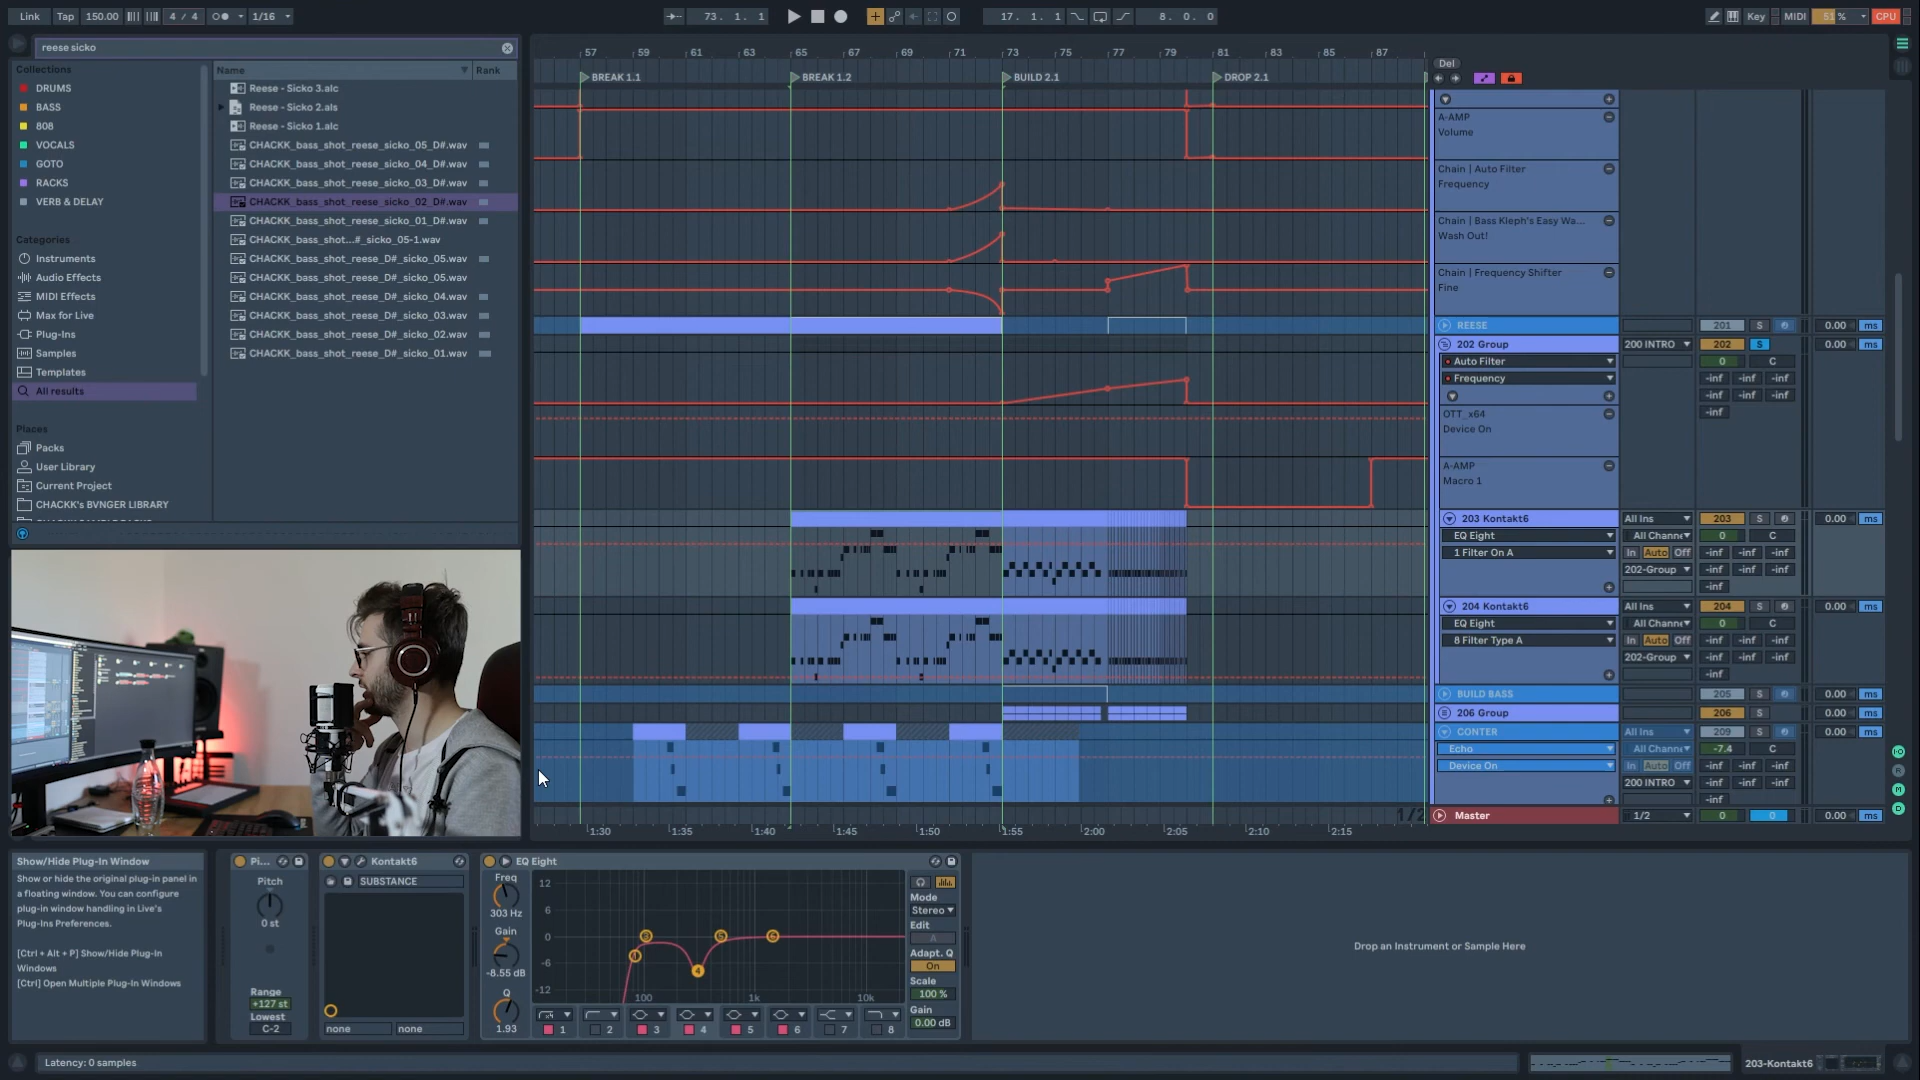 Link Tap 150.00 4 / 4 1/16 73. 1. 1 17. 1. 1 8. 0. 0 Key MIDI 51 % CPU
reese sicko
Collections
DRUMS
BASS
808
VOCALS
GOTO
RACKS
VERB & DELAY
Categories
Instruments
Audio Effects
MIDI Effects
Max for Live
Plug-Ins
Samples
Templates
All results
Places
Packs
User Library
Current Project
CHACKK's BVNGER LIBRARY
Name Rank
Reese - Sicko 3.alc
Reese - Sicko 2.als
Reese - Sicko 1.alc
CHACKK_bass_shot_reese_sicko_05_D#.wav
CHACKK_bass_shot_reese_sicko_04_D#.wav
CHACKK_bass_shot_reese_sicko_03_D#.wav
CHACKK_bass_shot_reese_sicko_02_D#.wav
CHACKK_bass_shot_reese_sicko_01_D#.wav
CHACKK_bass_shot...#_sicko_05-1.wav
CHACKK_bass_shot_reese_D#_sicko_05.wav
CHACKK_bass_shot_reese_D#_sicko_05.wav
CHACKK_bass_shot_reese_D#_sicko_04.wav
CHACKK_bass_shot_reese_D#_sicko_03.wav
CHACKK_bass_shot_reese_D#_sicko_02.wav
CHACKK_bass_shot_reese_D#_sicko_01.wav
57 59 61 63 65 67 69 71 73 75 77 79 81 83 85 87
BREAK 1.1 BREAK 1.2 BUILD 2.1 DROP 2.1
Del
A-AMP
Volume
Chain | Auto Filter
Frequency
Chain | Bass Kleph's Easy Wa...
Wash Out!
Chain | Frequency Shifter
Fine
REESE 201 S 0.00 ms
202 Group 200 INTRO 202 S 0.00 ms
Auto Filter 0 C
Frequency -inf -inf -inf
-inf -inf -inf
OTT_x64 -inf
Device On
A-AMP
Macro 1
203 Kontakt6 All Ins 203 S 0.00 ms
EQ Eight All Channe 0 C
1 Filter On A In Auto Off -inf -inf -inf
202-Group -inf -inf -inf
-inf
204 Kontakt6 All Ins 204 S 0.00 ms
EQ Eight All Channe 0 C
8 Filter Type A In Auto Off -inf -inf -inf
202-Group -inf -inf -inf
-inf
BUILD BASS 205 S 0.00 ms
206 Group 206 S 0.00 ms
CONTER All Ins 209 S 0.00 ms
Echo All Channe -7.4 C
Device On In Auto Off -inf -inf -inf
200 INTRO -inf -inf -inf
-inf
1/2 Master 1/2 0 0 0.00 ms
1:30 1:35 1:40 1:45 1:50 1:55 2:00 2:05 2:10 2:15
Show/Hide Plug-In Window
Show or hide the original plug-in panel in
a floating window. You can configure
plug-in window handling in Live's
Plug-Ins Preferences.
[Ctrl + Alt + P] Show/Hide Plug-In
Windows
[Ctrl] Open Multiple Plug-In Windows
Pi...
Pitch
0 st
Range
+127 st
Lowest
C-2
Kontakt6
SUBSTANCE
none none
EQ Eight
Freq
303 Hz
Gain
-8.55 dB
Q
1.93
12
6
0
-6
-12
100 1k 10k
1 2 3 4 5 6 7 8
Mode
Stereo
Edit
A
Adapt. Q
On
Scale
100 %
Gain
0.00 dB
Drop an Instrument or Sample Here
Latency: 0 samples
203-Kontakt6